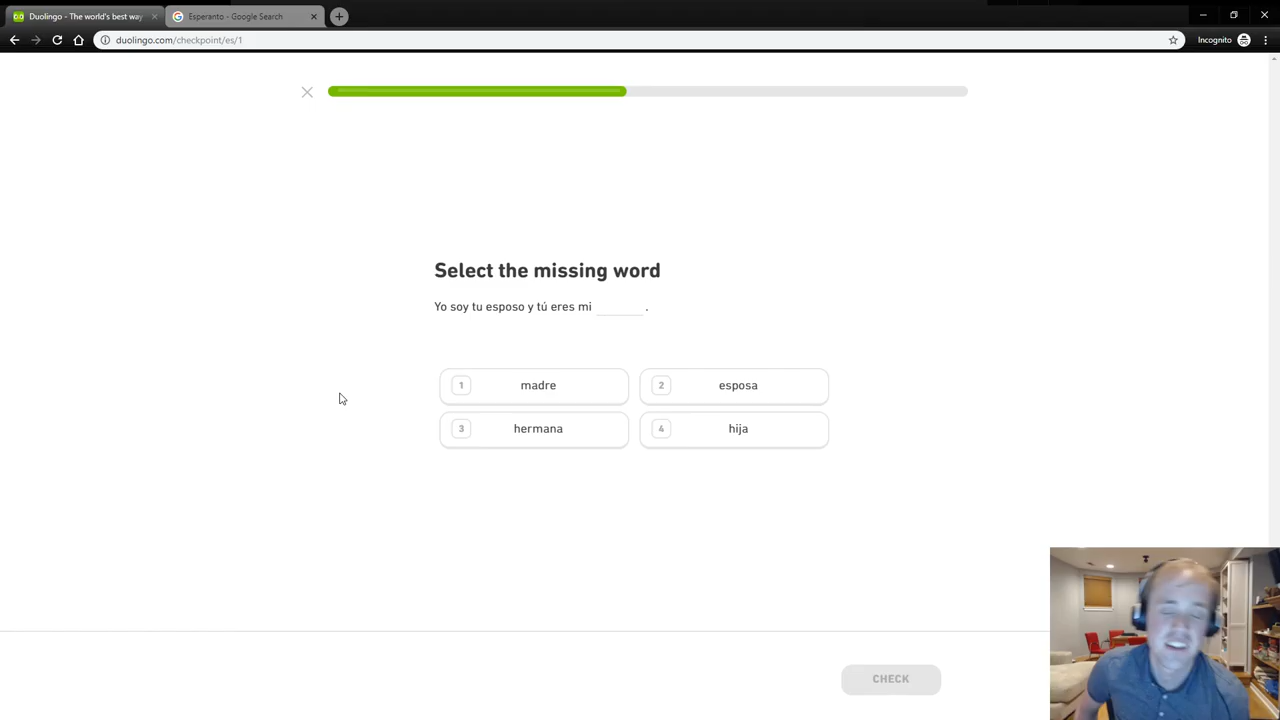 Duolingo - The world's best way
Esperanto - Google Search
duolingo.com/checkpoint/es/1
Incognito
Select the missing word
Yo soy tu esposo y tú eres mi ______ .
1 madre
2 esposa
3 hermana
4 hija
CHECK